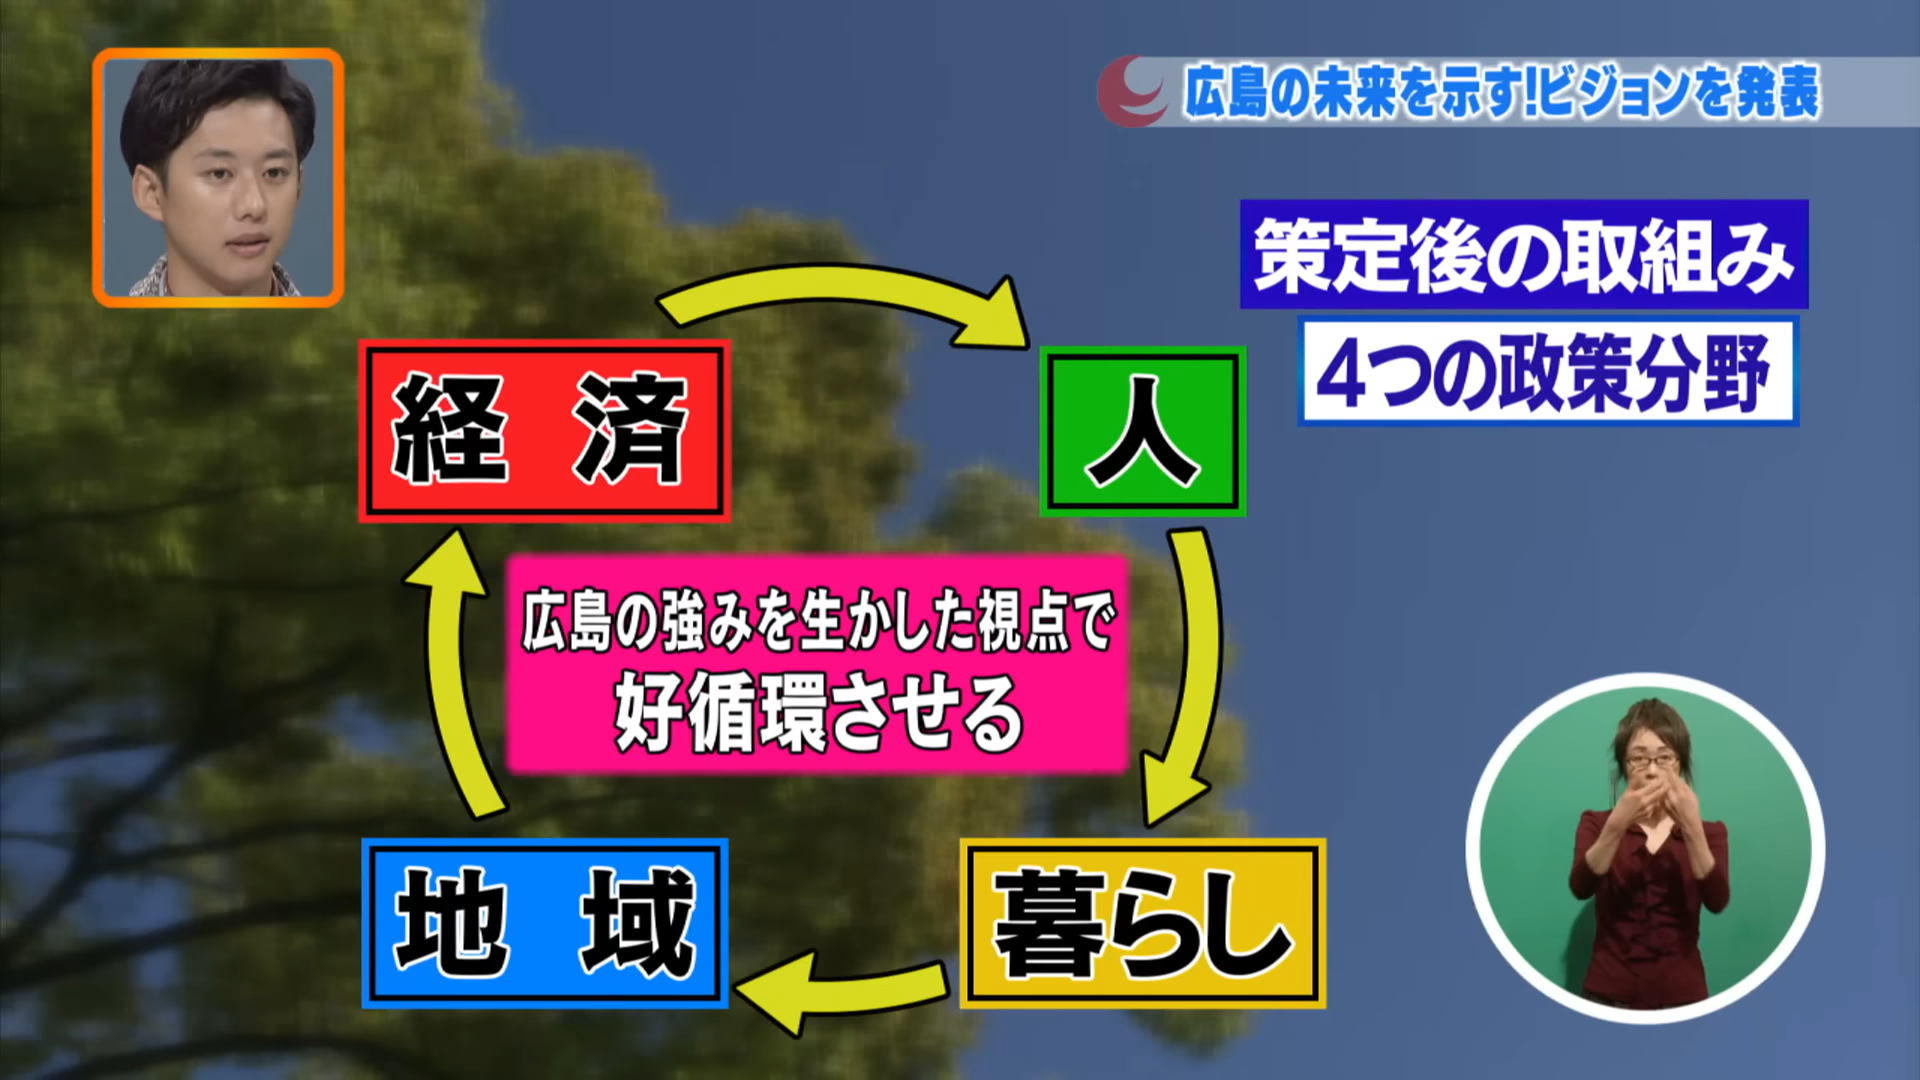 広島の未来を示す!ビジョンを発表
策定後の取組み
4つの政策分野
経済
人
広島の強みを生かした視点で
好循環させる
地域
暮らし